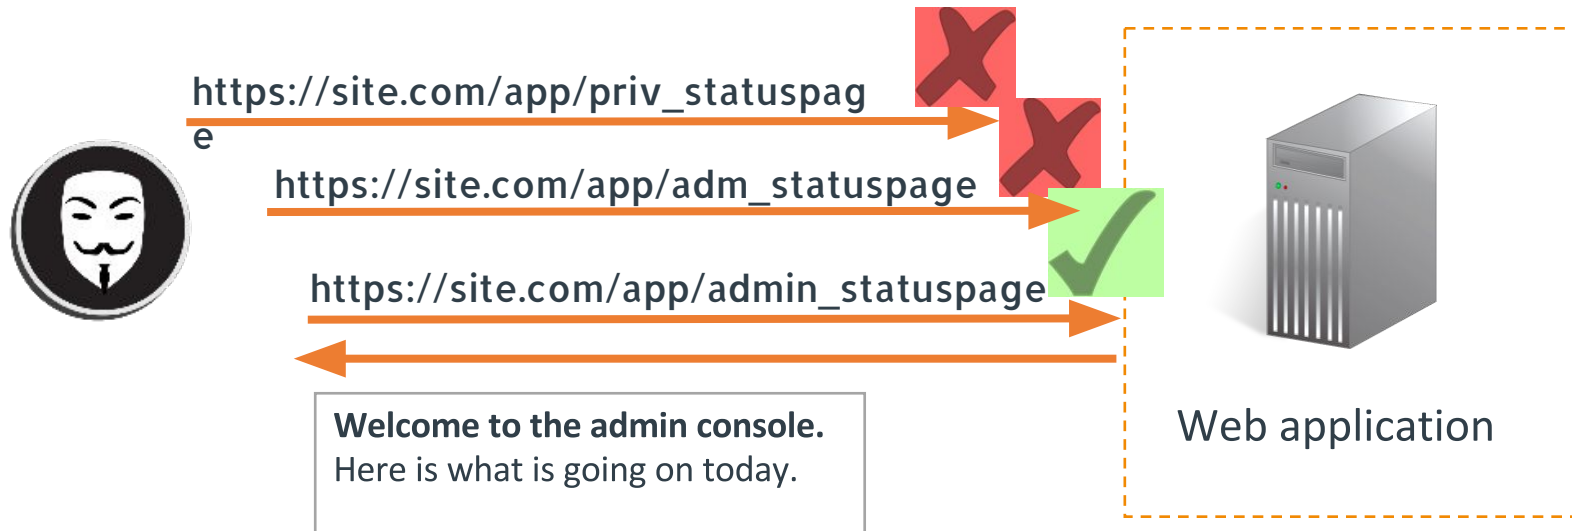 https://site.com/app/priv_statuspag
e
https://site.com/app/adm_statuspage
https://site.com/app/admin_statuspage
Welcome to the admin console.
Here is what is going on today.
Web application